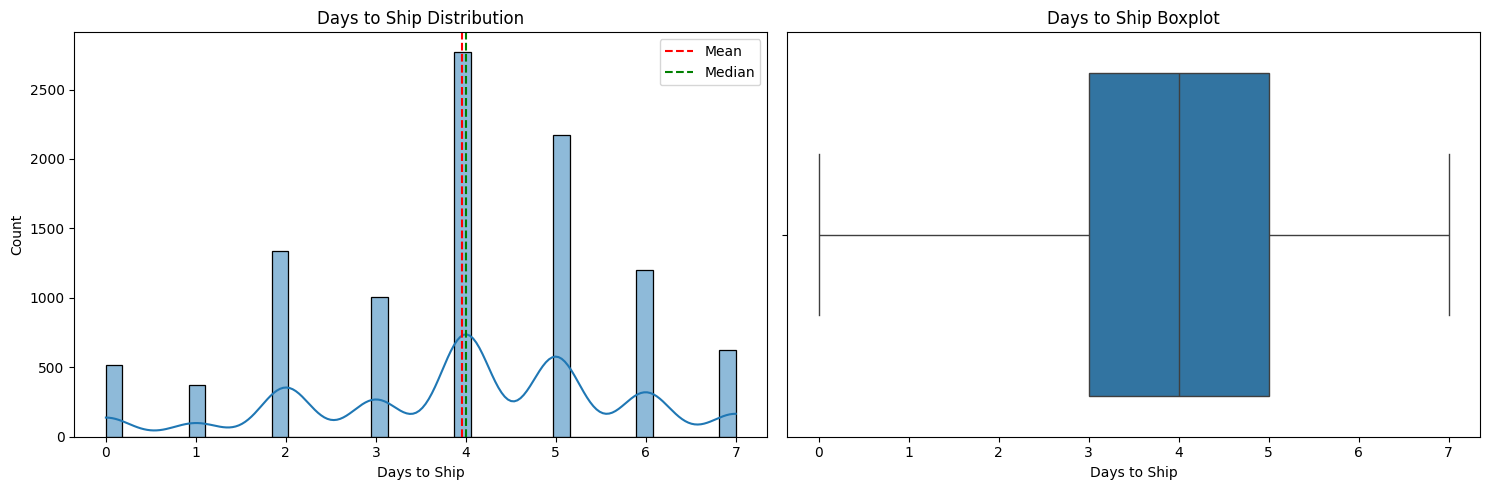 Days to Ship Distribution
Mean
Median
2500
2000
1500
1000
500
0
Count
0 1 2 3 4 5 6 7
Days to Ship
Days to Ship Boxplot
0 1 2 3 4 5 6 7
Days to Ship